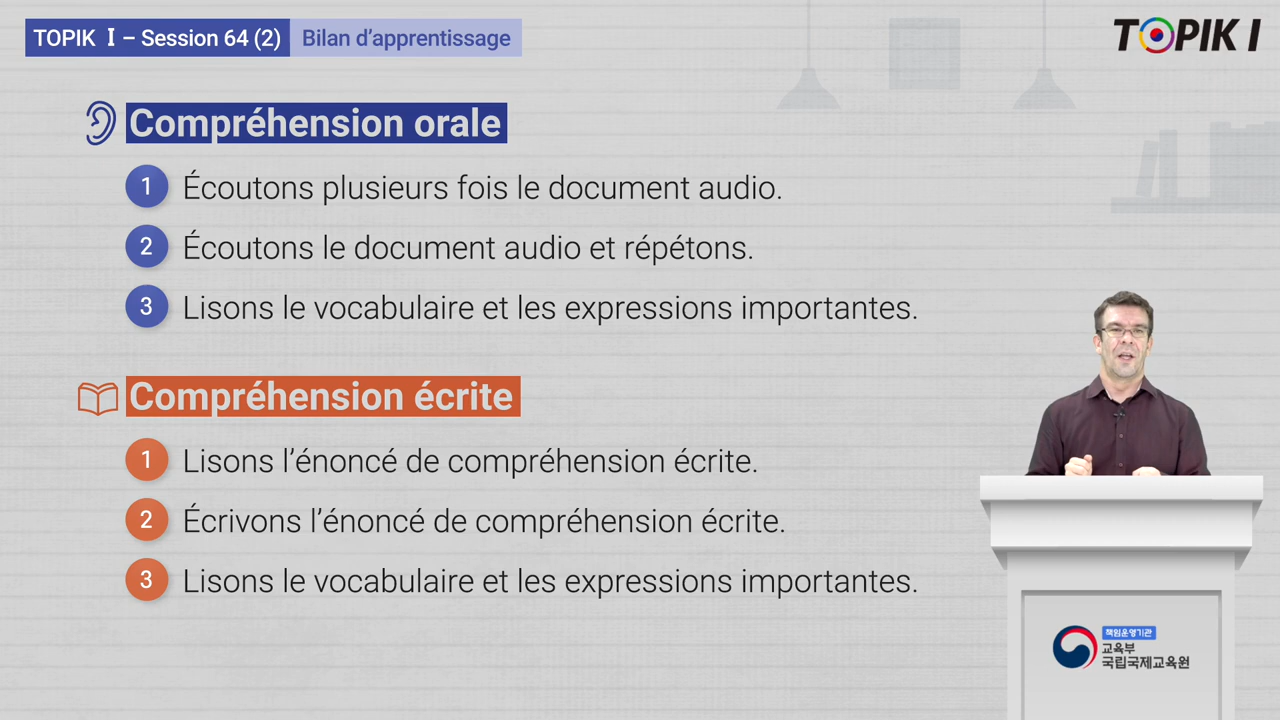 TOPIK Ⅰ – Session 64 (2) Bilan d’apprentissage
TOPIK I
Compréhension orale
1 Écoutons plusieurs fois le document audio.
2 Écoutons le document audio et répétons.
3 Lisons le vocabulaire et les expressions importantes.
Compréhension écrite
1 Lisons l’énoncé de compréhension écrite.
2 Écrivons l’énoncé de compréhension écrite.
3 Lisons le vocabulaire et les expressions importantes.
책임운영기관
교육부
국립국제교육원